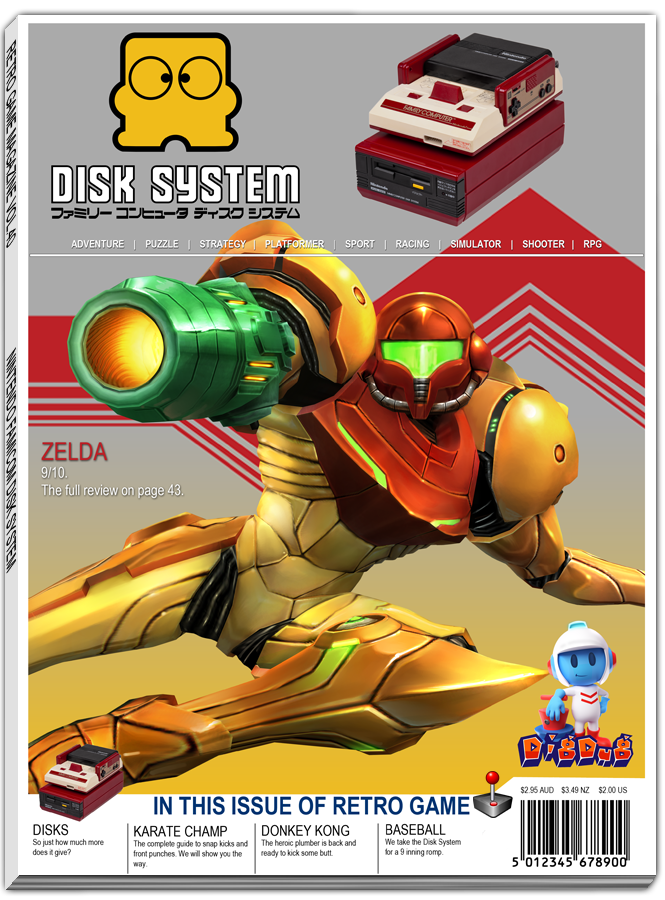 DISK SYSTEM
ファミリー コンピュータ ディスク システム
ADVENTURE | PUZZLE | STRATEGY | PLATFORMER | SPORT | RACING | SIMULATOR | SHOOTER | RPG
ZELDA
9/10.
The full review on page 43.
DigDug
IN THIS ISSUE OF RETRO GAME
DISKS
So just how much more
does it give?
KARATE CHAMP
The complete guide to snap kicks and
front punches. We will show you the
way.
DONKEY KONG
The heroic plumber is back and
ready to kick some butt.
BASEBALL
We take the Disk System
for a 9 inning romp.
$2.95 AUD $3.49 NZ $2.00 US
5 012345 678900